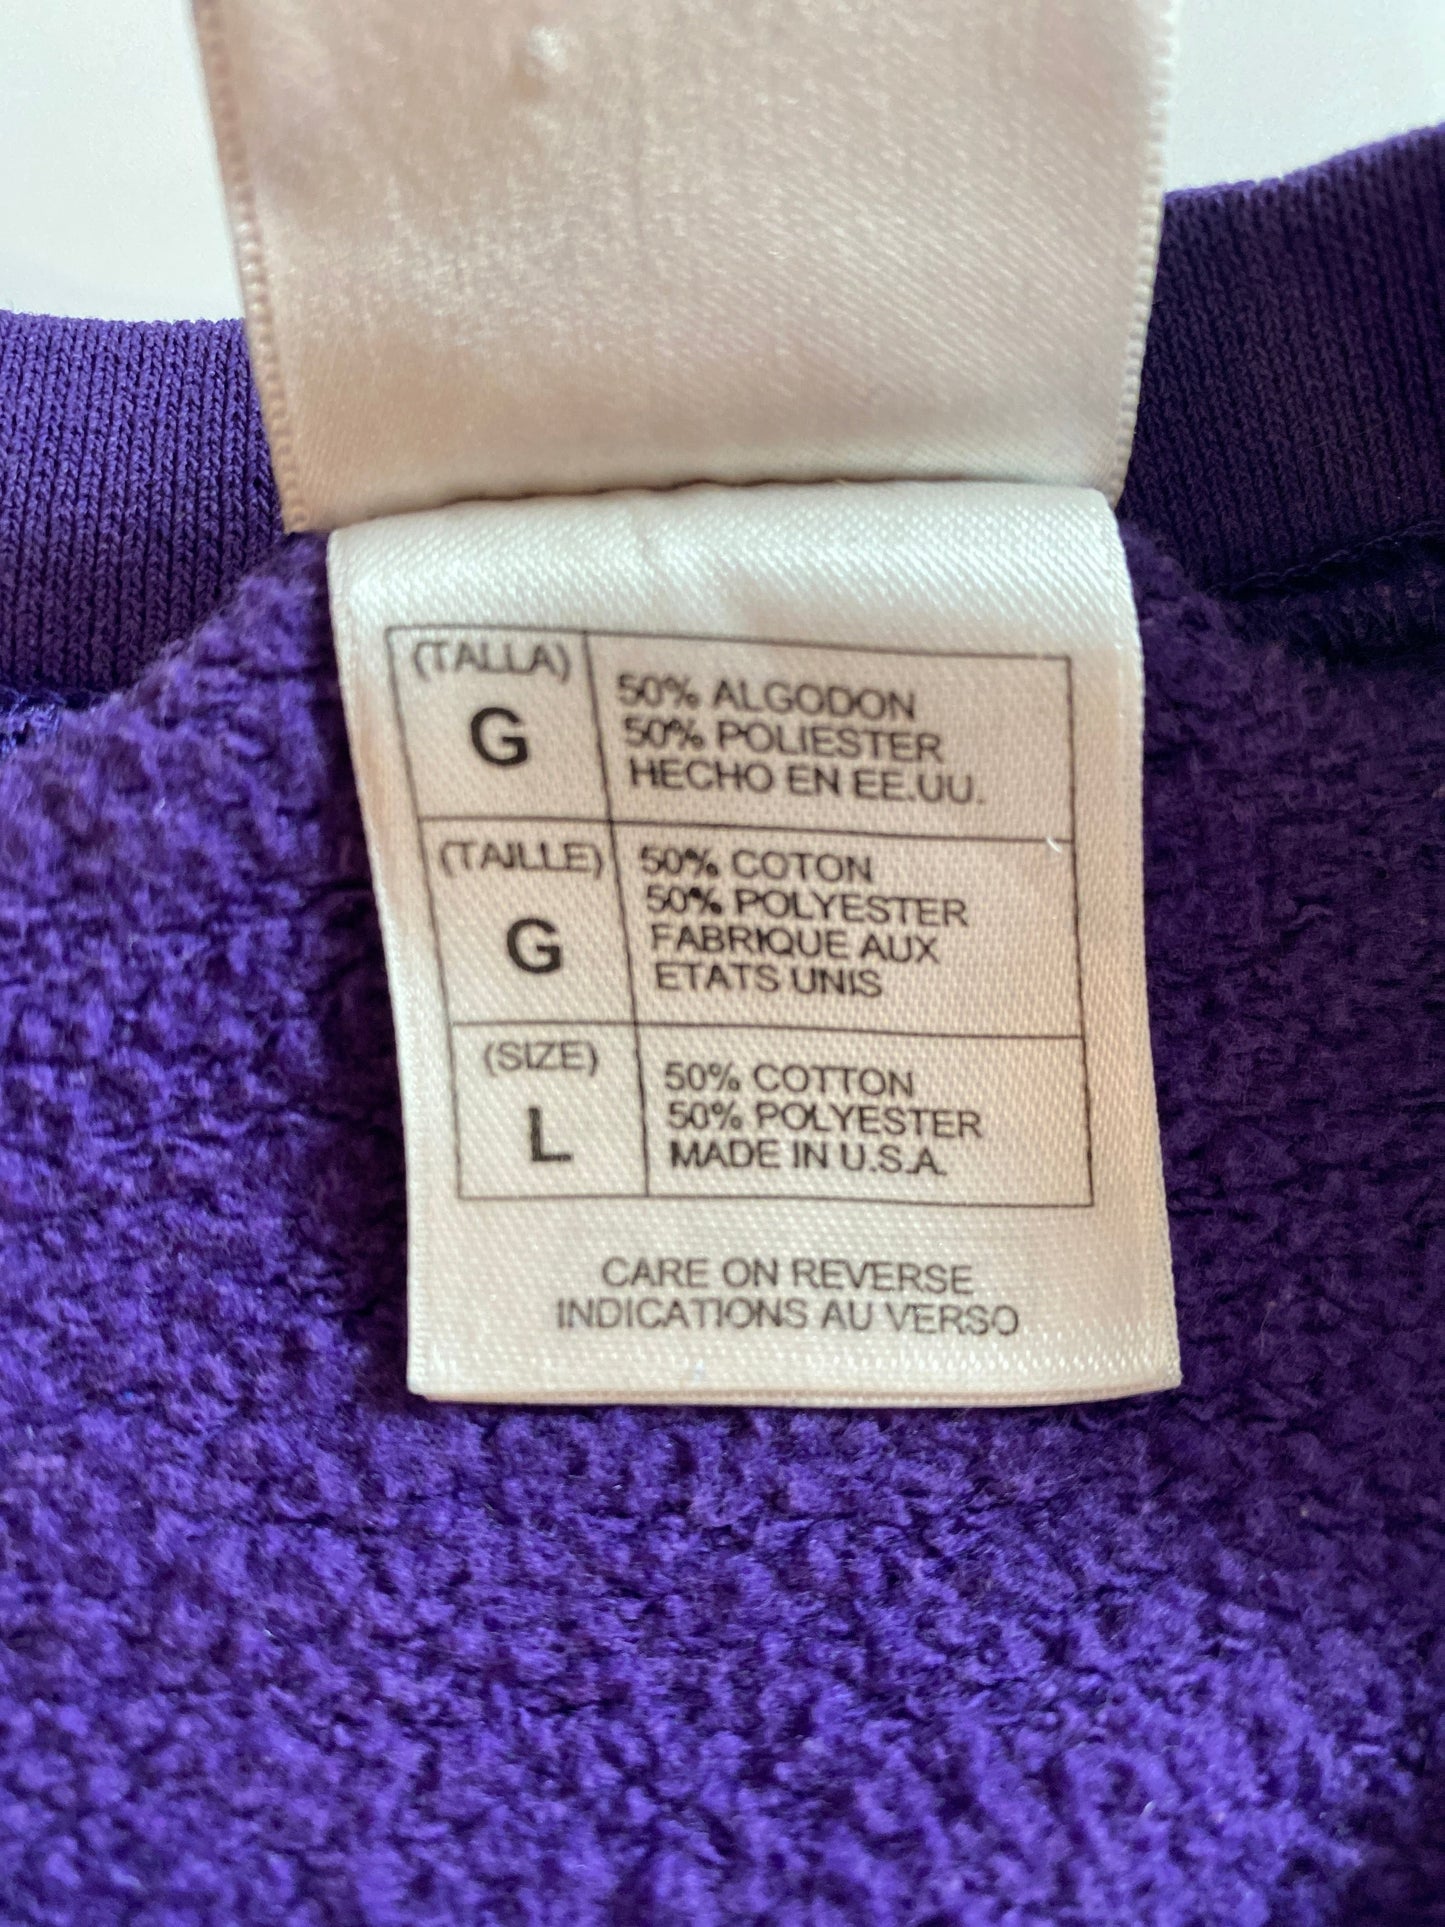 (TALLA)
G
50% ALGODON
50% POLIESTER
HECHO EN EE.UU.
(TAILLE)
G
50% COTON
50% POLYESTER
FABRIQUE AUX
ETATS UNIS
(SIZE)
L
50% COTTON
50% POLYESTER
MADE IN U.S.A.
CARE ON REVERSE
INDICATIONS AU VERSO